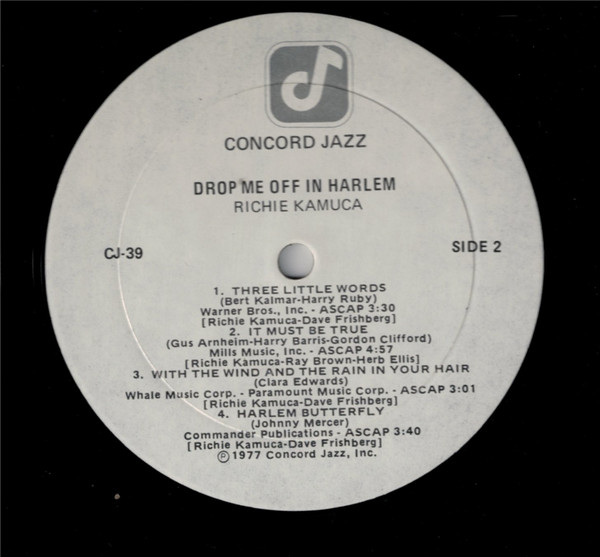 CONCORD JAZZ
DROP ME OFF IN HARLEM
RICHIE KAMUCA
CJ-39
SIDE 2
1. THREE LITTLE WORDS
(Bert Kalmar-Harry Ruby)
Warner Bros., Inc. - ASCAP 3:30
[Richie Kamuca-Dave Frishberg]
2. IT MUST BE TRUE
(Gus Arnheim-Harry Barris-Gordon Clifford)
Mills Music, Inc. - ASCAP 4:57
[Richie Kamuca-Ray Brown-Herb Ellis]
3. WITH THE WIND AND THE RAIN IN YOUR HAIR
(Clara Edwards)
Whale Music Corp. - Paramount Music Corp. - ASCAP 3:01
[Richie Kamuca-Dave Frishberg]
4. HARLEM BUTTERFLY
(Johnny Mercer)
Commander Publications - ASCAP 3:40
[Richie Kamuca-Dave Frishberg]
℗1977 Concord Jazz, Inc.